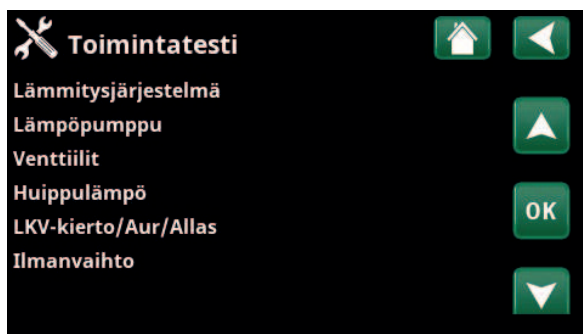 Toimintatesti
Lämmitysjärjestelmä
Lämpöpumppu
Venttiilit
Huippulämpö
LKV-kierto/Aur/Allas
Ilmanvaihto
OK